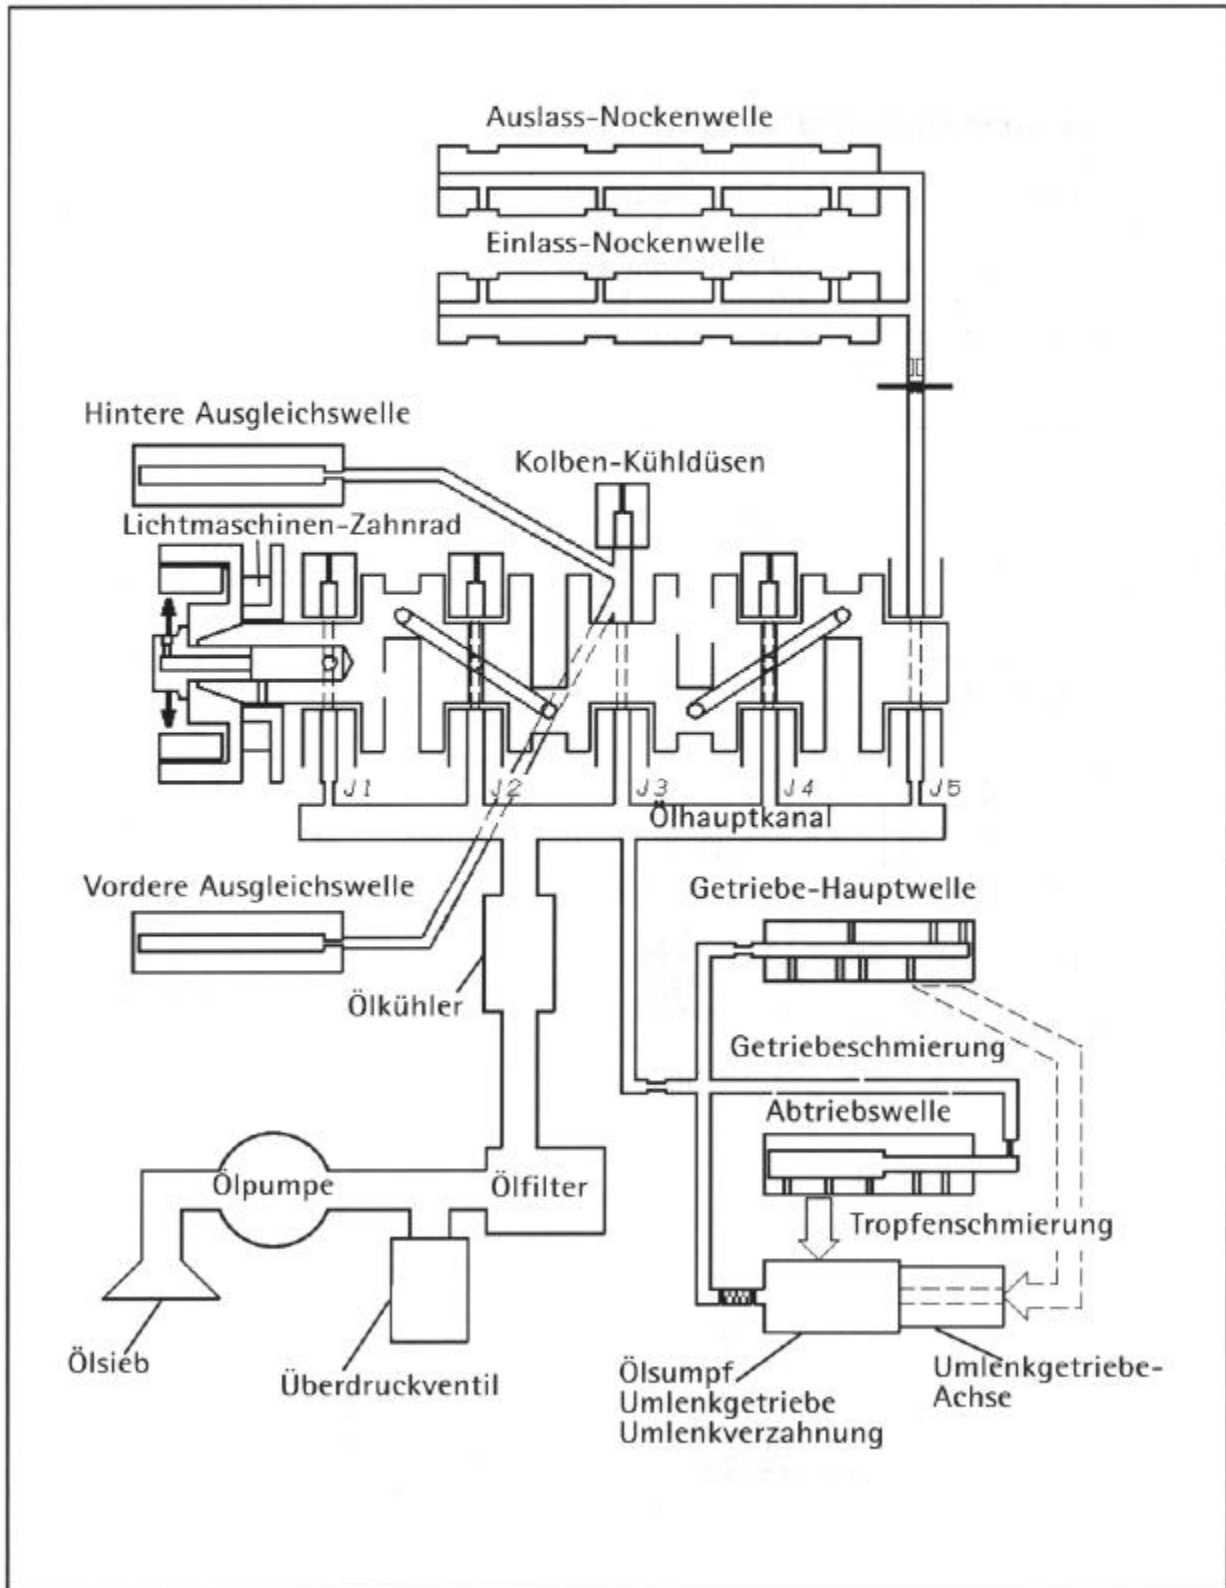 Auslass-Nockenwelle
Einlass-Nockenwelle
Hintere Ausgleichswelle
Kolben-Kühldüsen
Lichtmaschinen-Zahnrad
J1
J2
J3
J4
J5
Ölhauptkanal
Vordere Ausgleichswelle
Getriebe-Hauptwelle
Ölkühler
Getriebeschmierung
Abtriebswelle
Ölpumpe
Ölfilter
Tropfenschmierung
Ölsieb
Überdruckventil
Ölsumpf
Umlenkgetriebe
Umlenkverzahnung
Umlenkgetriebe-
Achse